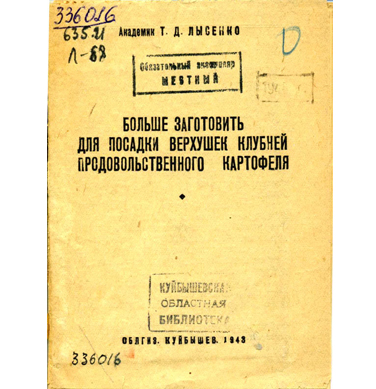 336016
635.21
Л-88
Академик Т. Д. ЛЫСЕНКО
Обязательный экземпляр
МЕСТНЫЙ
БОЛЬШЕ ЗАГОТОВИТЬ
ДЛЯ ПОСАДКИ ВЕРХУШЕК КЛУБНЕЙ
ПРОДОВОЛЬСТВЕННОГО КАРТОФЕЛЯ
КУЙБЫШЕВСКАЯ
ОБЛАСТНАЯ
БИБЛИОТЕКА
ОБЛГИЗ. КУЙБЫШЕВ. 1943
336016